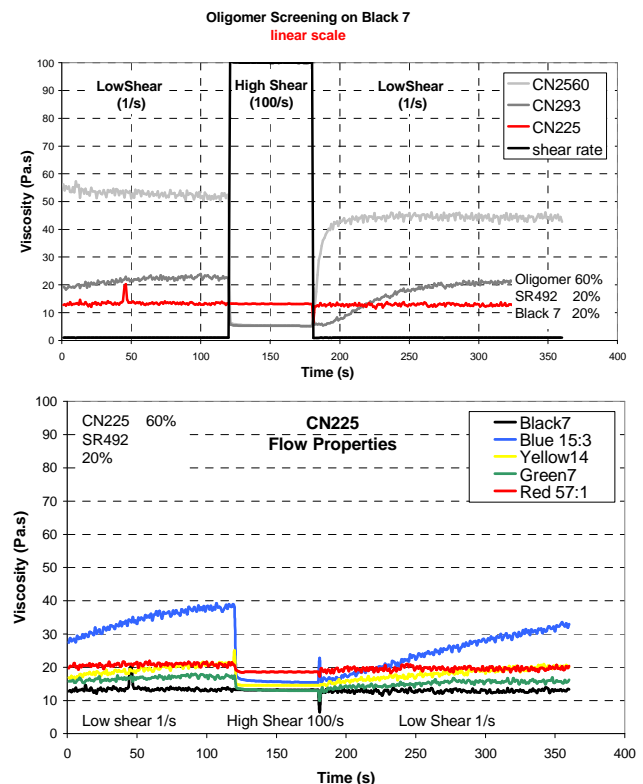 Oligomer Screening on Black 7
linear scale
100
90
80
70
60
50
40
30
20
10
0
Viscosity (Pa.s)
LowShear
(1/s)
High Shear
(100/s)
LowShear
(1/s)
CN2560
CN293
CN225
shear rate
Oligomer 60%
SR492 20%
Black 7 20%
0 50 100 150 200 250 300 350 400
Time (s)
100
90
80
70
60
50
40
30
20
10
0
Viscosity (Pa.s)
CN225 60%
SR492
20%
CN225
Flow Properties
Black7
Blue 15:3
Yellow14
Green7
Red 57:1
Low shear 1/s High Shear 100/s Low Shear 1/s
0 50 100 150 200 250 300 350 400
Time (s)